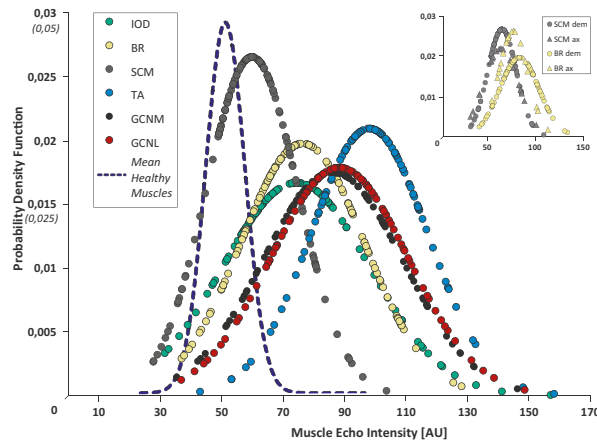 0,03
(0,05)
0,025
0,02
0,015
(0,025)
0,01
0,005
0
Probability Density Function
IOD
BR
SCM
TA
GCNM
GCNL
Mean
Healthy
Muscles
10 30 50 70 90 110 130 150 170
Muscle Echo Intensity [AU]
0,03
0,02
0,01
0 50 100 150
SCM dem
SCM ax
BR dem
BR ax